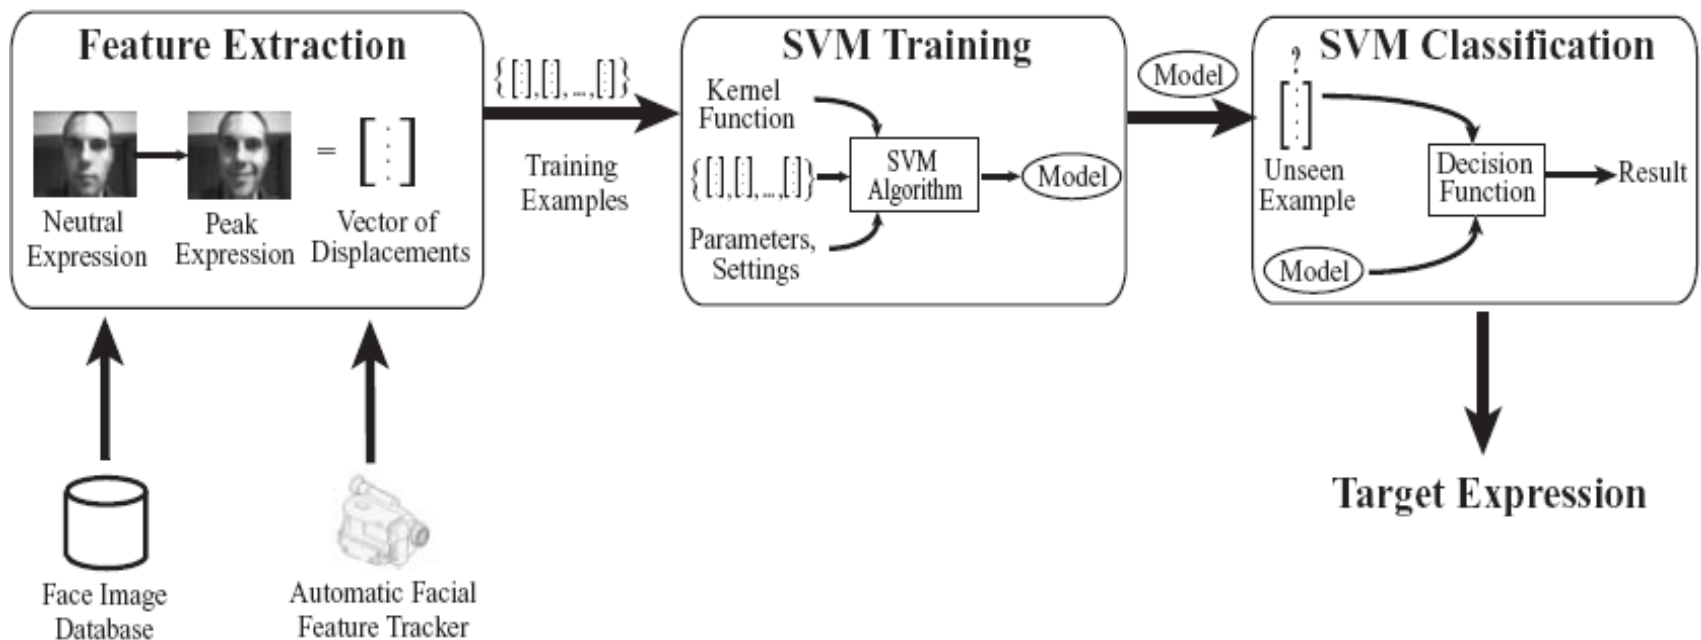 Feature Extraction
=
[⋮]
Neutral
Expression
Peak
Expression
Vector of
Displacements
{[⋮],[⋮],...,[⋮]}
Training
Examples
SVM Training
Kernel
Function
{[⋮],[⋮],...,[⋮]}
Parameters,
Settings
SVM
Algorithm
Model
Model
SVM Classification
?
[⋮]
Unseen
Example
Model
Decision
Function
Result
Target Expression
Face Image
Database
Automatic Facial
Feature Tracker